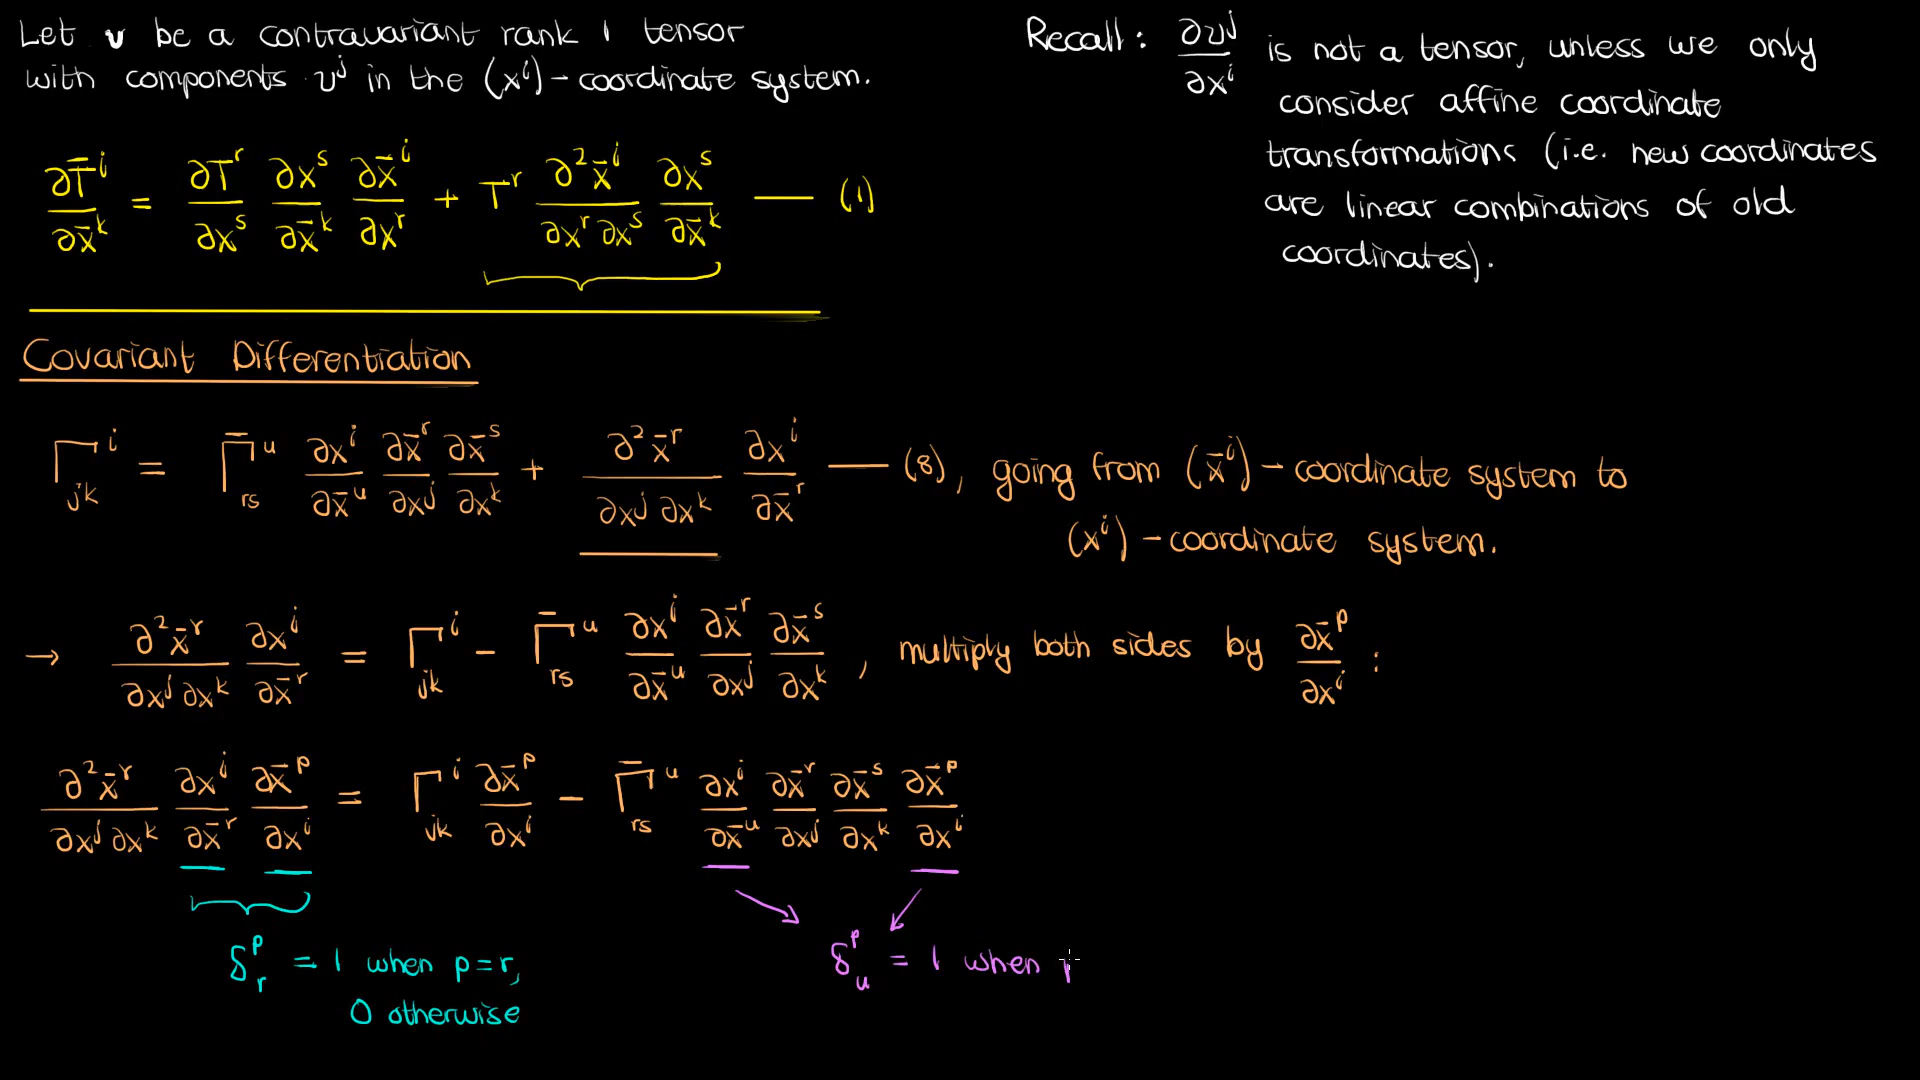 Let v be a contravariant rank 1 tensor
with components v^j in the (x^i) - coordinate system.
Recall: ∂v^j/∂x^i is not a tensor, unless we only
consider affine coordinate
transformations (i.e. new coordinates
are linear combinations of old
coordinates).
∂T̄^i/∂x̄^k = ∂T^r/∂x^s ∂x^s/∂x̄^k ∂x̄^i/∂x^r + T^r ∂²x̄^i/∂x^r∂x^s ∂x^s/∂x̄^k — (1)
Covariant Differentiation
Γ^i_jk = Γ̄^u_rs ∂x^i/∂x̄^u ∂x̄^r/∂x^j ∂x̄^s/∂x^k + ∂²x̄^r/∂x^j∂x^k ∂x^i/∂x̄^r — (8), going from (x̄^i) - coordinate system to
(x^i) - coordinate system.
→ ∂²x̄^r/∂x^j∂x^k ∂x^i/∂x̄^r = Γ^i_jk - Γ̄^u_rs ∂x^i/∂x̄^u ∂x̄^r/∂x^j ∂x̄^s/∂x^k, multiply both sides by ∂x̄^p/∂x^i :
∂²x̄^r/∂x^j∂x^k ∂x^i/∂x̄^r ∂x̄^p/∂x^i = Γ^i_jk ∂x̄^p/∂x^i - Γ̄^u_rs ∂x^i/∂x̄^u ∂x̄^r/∂x^j ∂x̄^s/∂x^k ∂x̄^p/∂x^i
δ^p_r = 1 when p=r,
0 otherwise
δ^p_u = 1 when